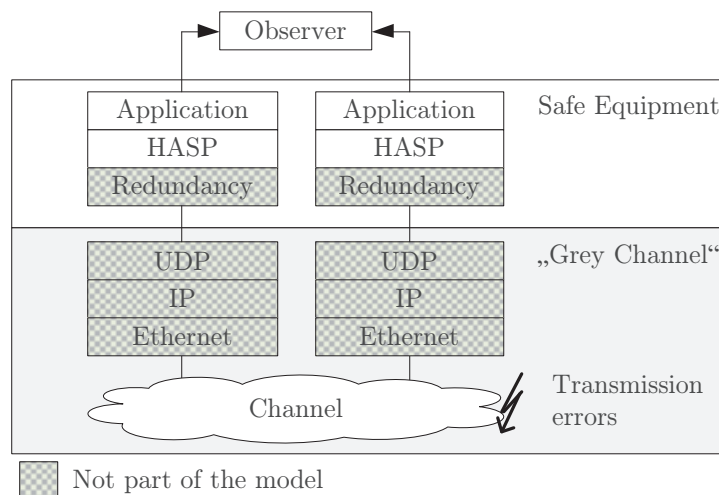 Observer
Application
Application
Safe Equipment
HASP
HASP
Redundancy
Redundancy
UDP
UDP
„Grey Channel“
IP
IP
Ethernet
Ethernet
Channel
Transmission
errors
Not part of the model